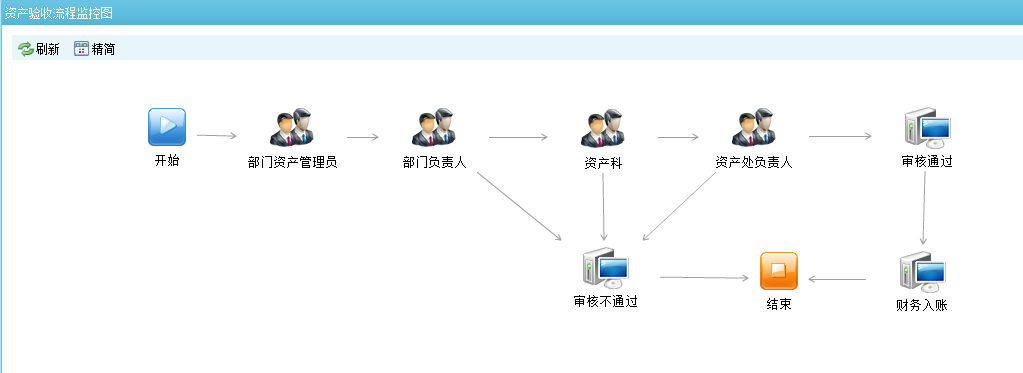 资产验收流程监控图
刷新 精简
开始
部门资产管理员
部门负责人
资产科
资产处负责人
审核通过
审核不通过
结束
财务入账